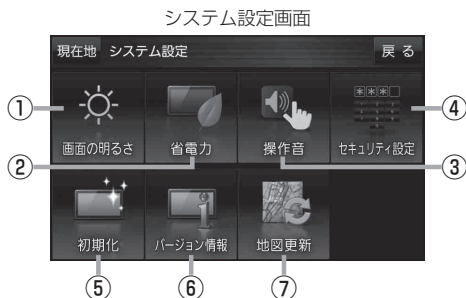 システム設定画面
現在地 システム設定 戻る
① ④
***
画面の明るさ 省電力 操作音 セキュリティ設定
② ③
初期化 バージョン情報 地図更新
⑤ ⑥ ⑦